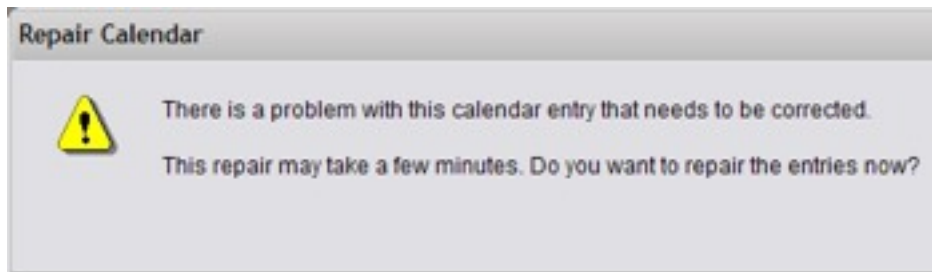 Repair Calendar
There is a problem with this calendar entry that needs to be corrected.
This repair may take a few minutes. Do you want to repair the entries now?